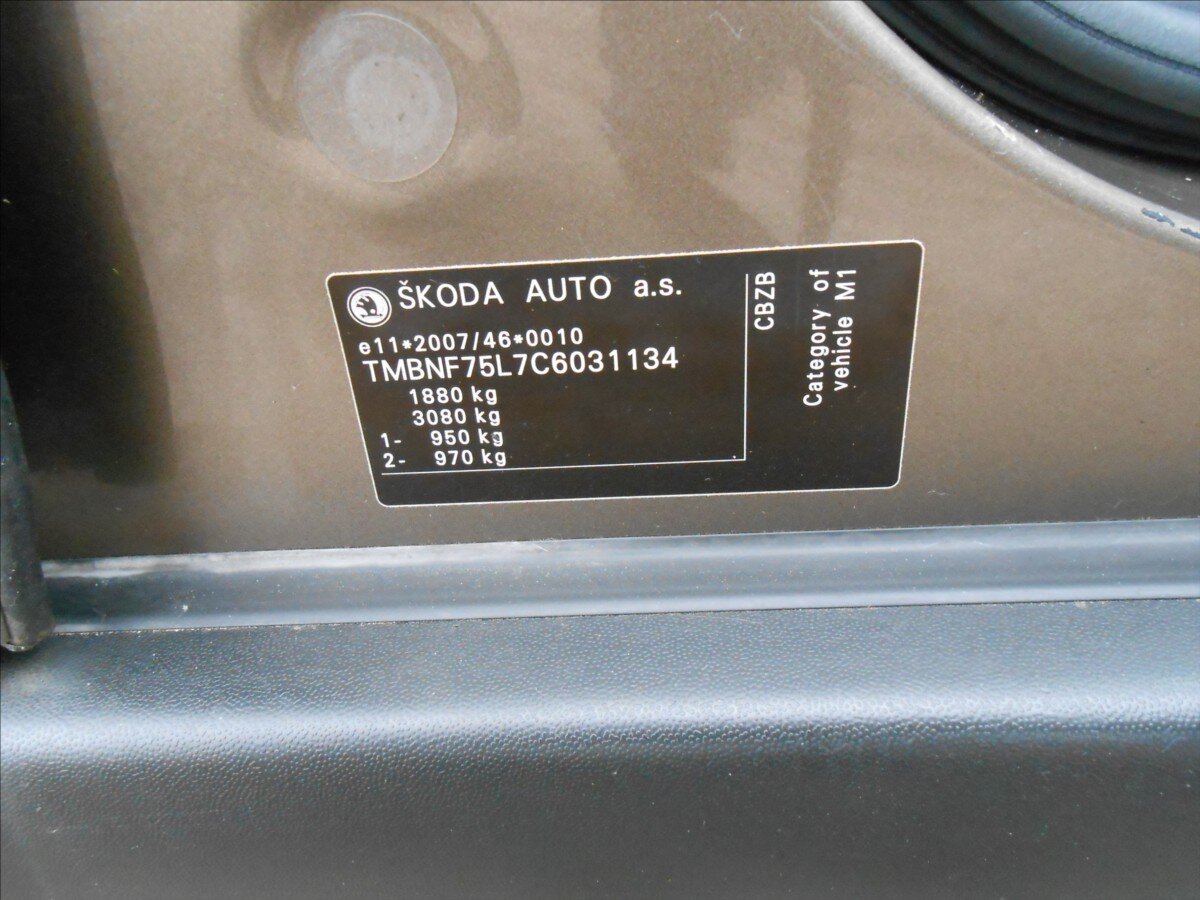 ŠKODA AUTO a.s.
e11*2007/46*0010
TMBNF75L7C6031134
1880 kg
3080 kg
1- 950 kg
2- 970 kg
CBZB
Category of
vehicle M1